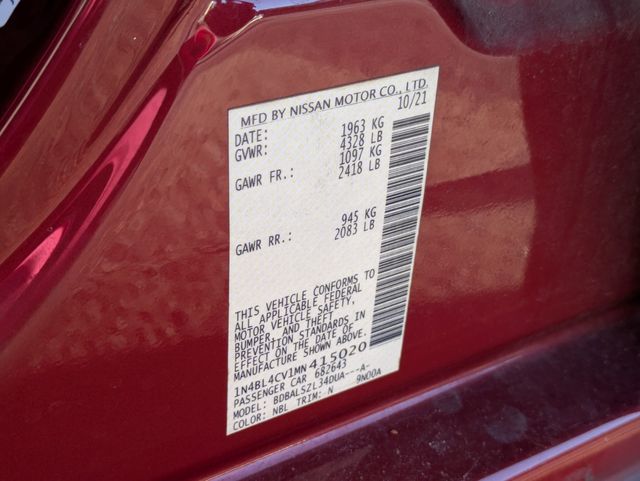 MFD BY NISSAN MOTOR CO., LTD.
DATE: 10/21
GVWR: 1963 KG
4328 LB
GAWR FR.: 1097 KG
2418 LB
GAWR RR.: 945 KG
2083 LB
THIS VEHICLE CONFORMS TO
ALL APPLICABLE FEDERAL
MOTOR VEHICLE SAFETY,
BUMPER, AND THEFT
PREVENTION STANDARDS IN
EFFECT ON THE DATE OF
MANUFACTURE SHOWN ABOVE.
1N4BL4CV1MN415020
PASSENGER CAR 682643
MODEL: BDBALSZL34DUA---A-
COLOR: NBL TRIM: N 9N00A